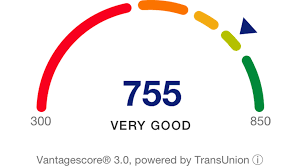 755
VERY GOOD
300 850
Vantagescore® 3.0, powered by TransUnion ⓘ